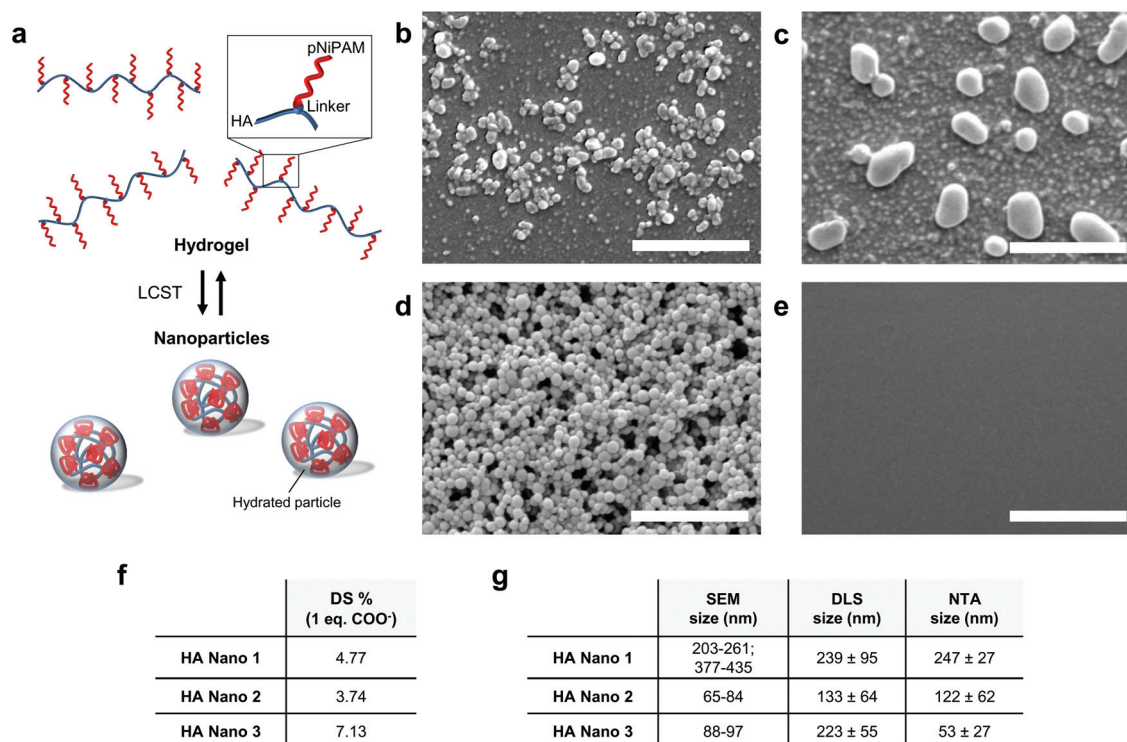 a
pNiPAM
Linker
HA
Hydrogel
LCST
Nanoparticles
Hydrated particle
b
c
d
e
f
DS %
(1 eq. COO⁻)
HA Nano 1 4.77
HA Nano 2 3.74
HA Nano 3 7.13
g
SEM size (nm) DLS size (nm) NTA size (nm)
HA Nano 1 203-261; 377-435 239 ± 95 247 ± 27
HA Nano 2 65-84 133 ± 64 122 ± 62
HA Nano 3 88-97 223 ± 55 53 ± 27